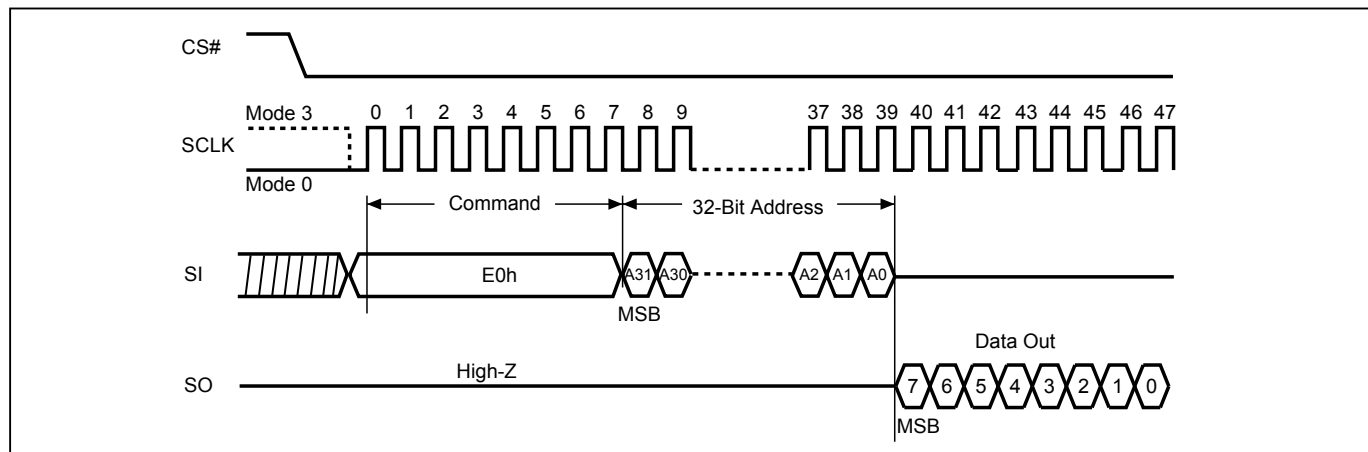 CS#
Mode 3
0 1 2 3 4 5 6 7 8 9 37 38 39 40 41 42 43 44 45 46 47
SCLK
Mode 0
Command
32-Bit Address
SI
E0h
A31 A30 A2 A1 A0
MSB
Data Out
High-Z
SO
7 6 5 4 3 2 1 0
MSB